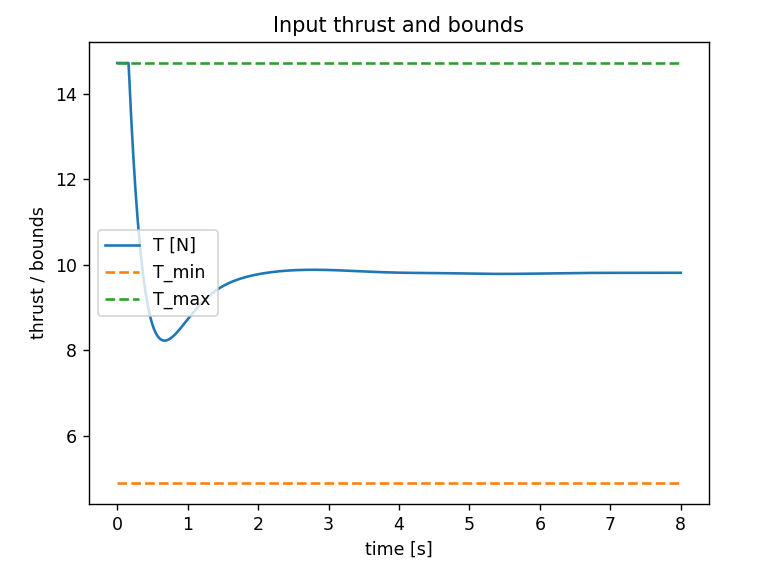 Input thrust and bounds
thrust / bounds
14
12
10
8
6
T [N]
T_min
T_max
0 1 2 3 4 5 6 7 8
time [s]